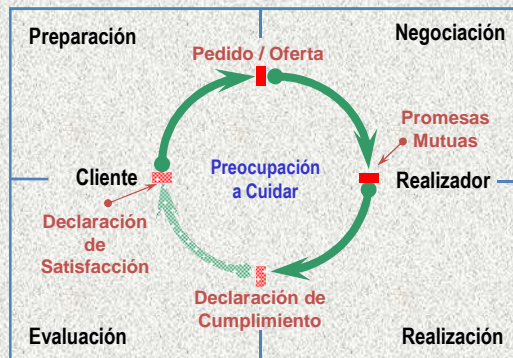 Preparación
Negociación
Pedido / Oferta
Promesas
Mutuas
Preocupación
a Cuidar
Cliente
Realizador
Declaración
de
Satisfacción
Declaración de
Cumplimiento
Evaluación
Realización